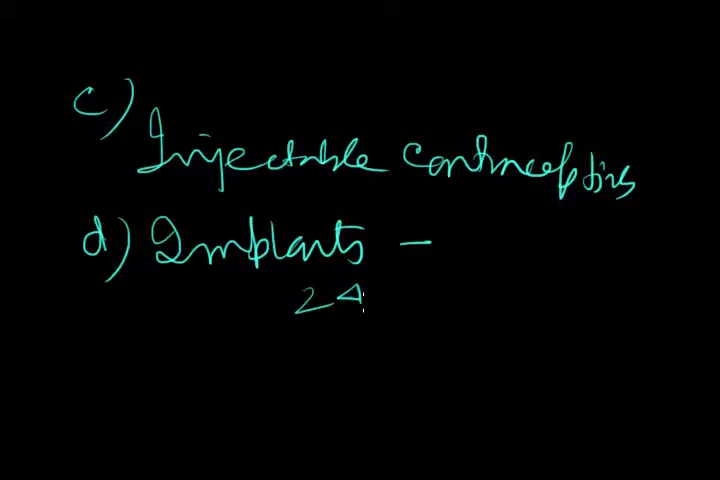 c)
Injectable contraceptives
d) Implants —
24